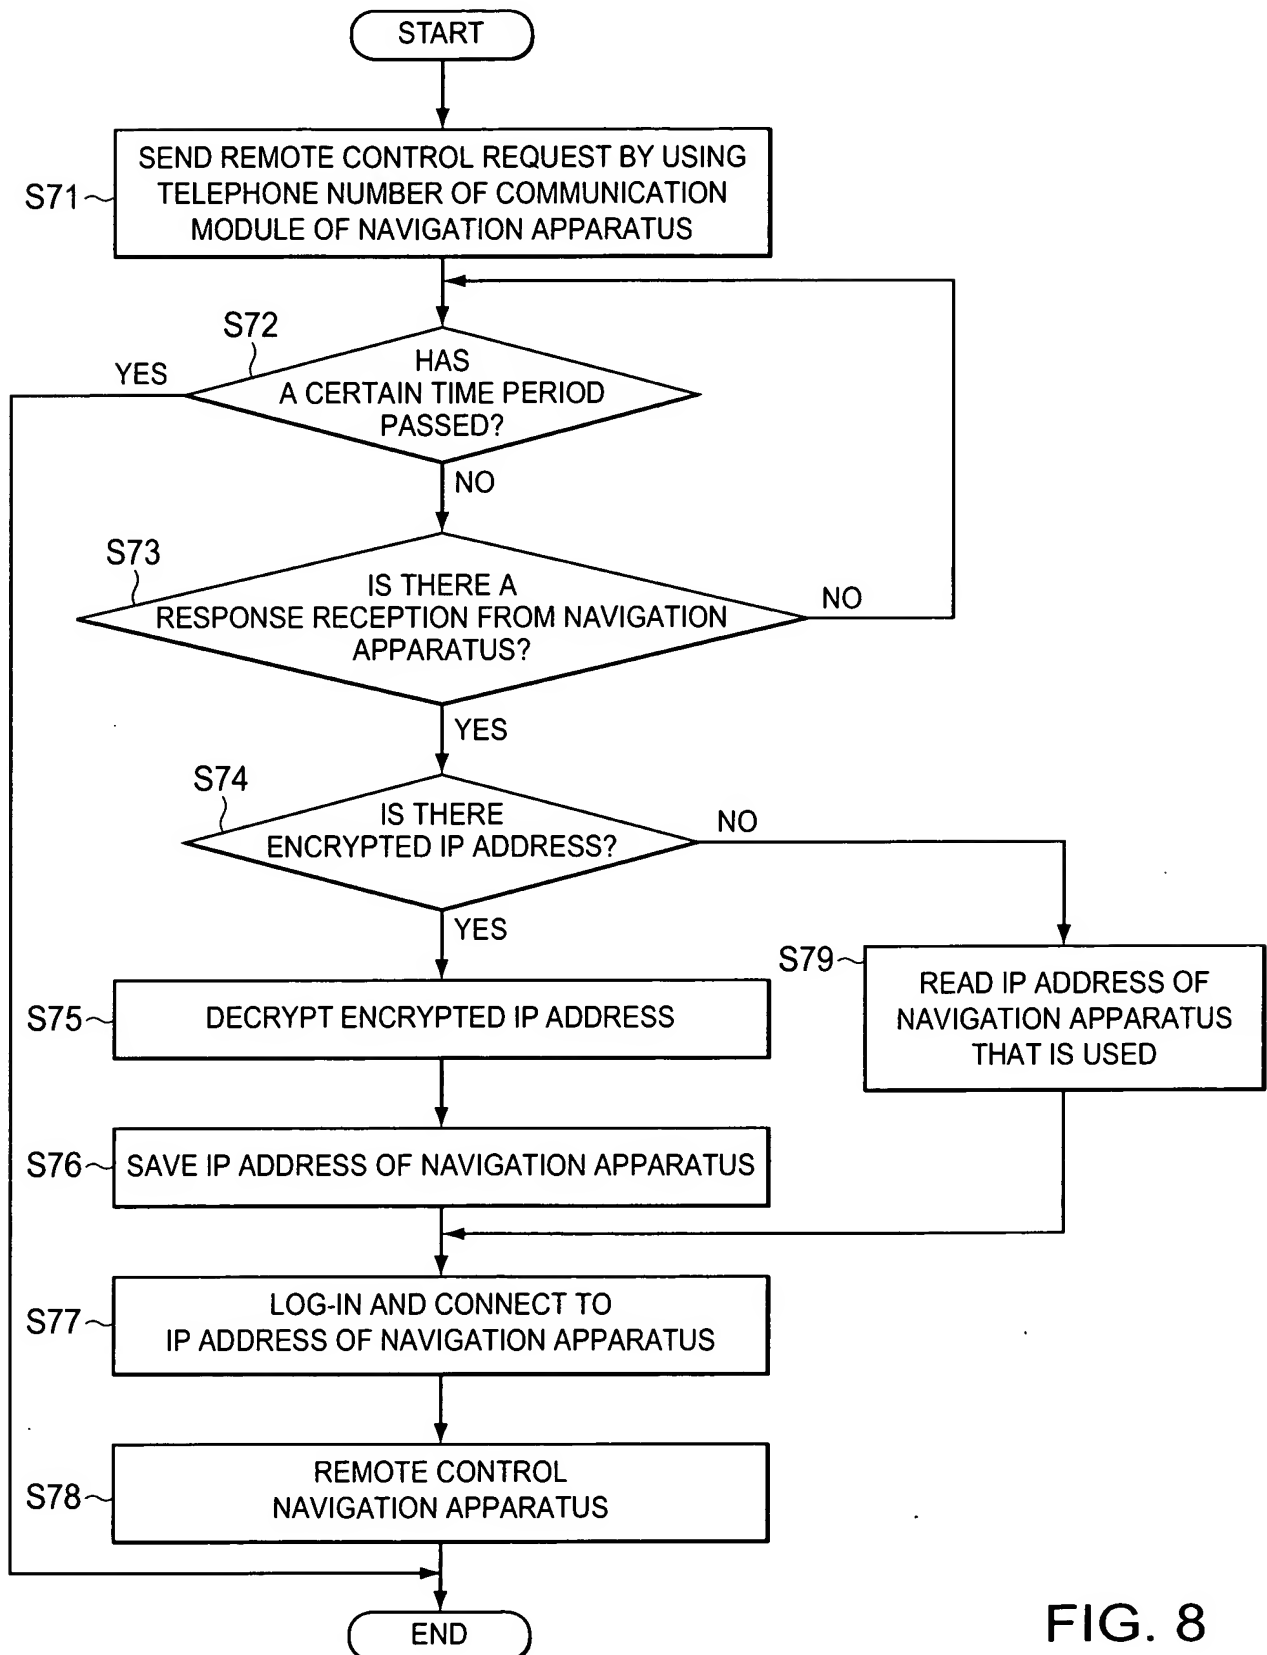 START
S71
SEND REMOTE CONTROL REQUEST BY USING
TELEPHONE NUMBER OF COMMUNICATION
MODULE OF NAVIGATION APPARATUS
S72
YES
HAS
A CERTAIN TIME PERIOD
PASSED?
NO
S73
IS THERE A
RESPONSE RECEPTION FROM NAVIGATION
APPARATUS?
NO
YES
S74
IS THERE
ENCRYPTED IP ADDRESS?
NO
YES
S79
READ IP ADDRESS OF
NAVIGATION APPARATUS
THAT IS USED
S75
DECRYPT ENCRYPTED IP ADDRESS
S76
SAVE IP ADDRESS OF NAVIGATION APPARATUS
S77
LOG-IN AND CONNECT TO
IP ADDRESS OF NAVIGATION APPARATUS
S78
REMOTE CONTROL
NAVIGATION APPARATUS
END
FIG. 8